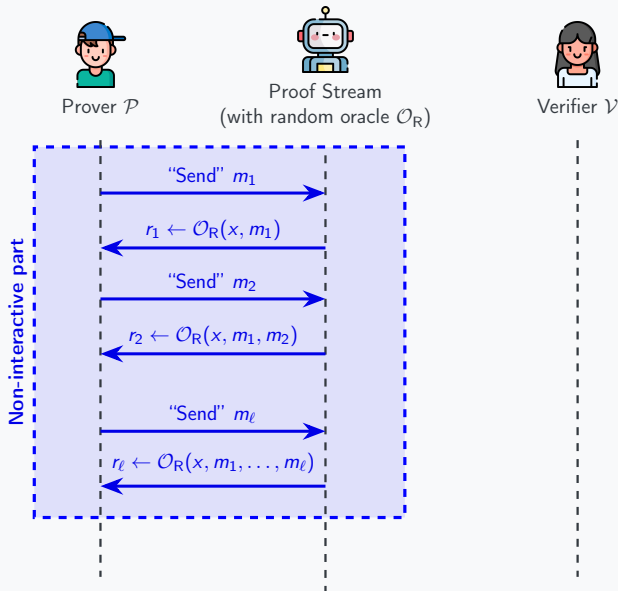 Prover 𝒫
Proof Stream
(with random oracle 𝒪_R)
Verifier 𝒱
Non-interactive part
“Send” m₁
r₁ ← 𝒪_R(x, m₁)
“Send” m₂
r₂ ← 𝒪_R(x, m₁, m₂)
“Send” m_ℓ
r_ℓ ← 𝒪_R(x, m₁, . . . , m_ℓ)